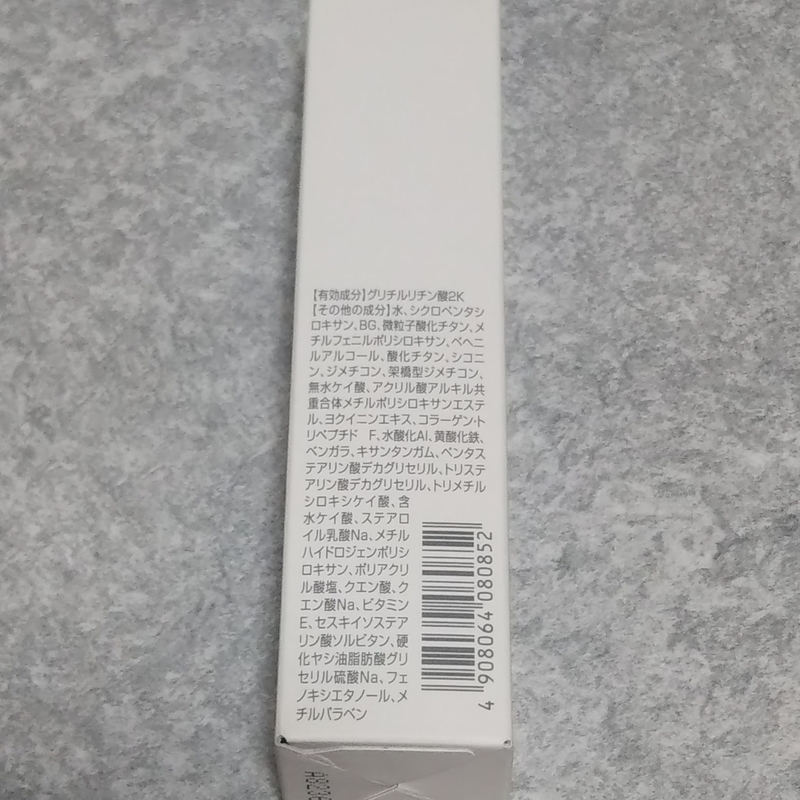 【有効成分】グリチルリチン酸2K
【その他の成分】水、シクロペンタシ
ロキサン、BG、微粒子酸化チタン、メ
チルフェニルポリシロキサン、ベヘニ
ルアルコール、酸化チタン、シコニ
ン、ジメチコン、架橋型ジメチコン、
無水ケイ酸、アクリル酸アルキル共
重合体メチルポリシロキサンエステ
ル、ヨクイニンエキス、コラーゲン・ト
リペプチド F、水酸化Al、黄酸化鉄、
ベンガラ、キサンタンガム、ペンタス
テアリン酸デカグリセリル、トリステ
アリン酸デカグリセリル、トリメチル
シロキシケイ酸、含
水ケイ酸、ステアロ
イル乳酸Na、メチル
ハイドロジェンポリシ
ロキサン、ポリアクリ
ル酸塩、クエン酸、ク
エン酸Na、ビタミン
E、セスキイソステア
リン酸ソルビタン、硬
化ヤシ油脂肪酸グリ
セリル硫酸Na、フェ
ノキシエタノール、メ
チルパラベン
4 908064 080852